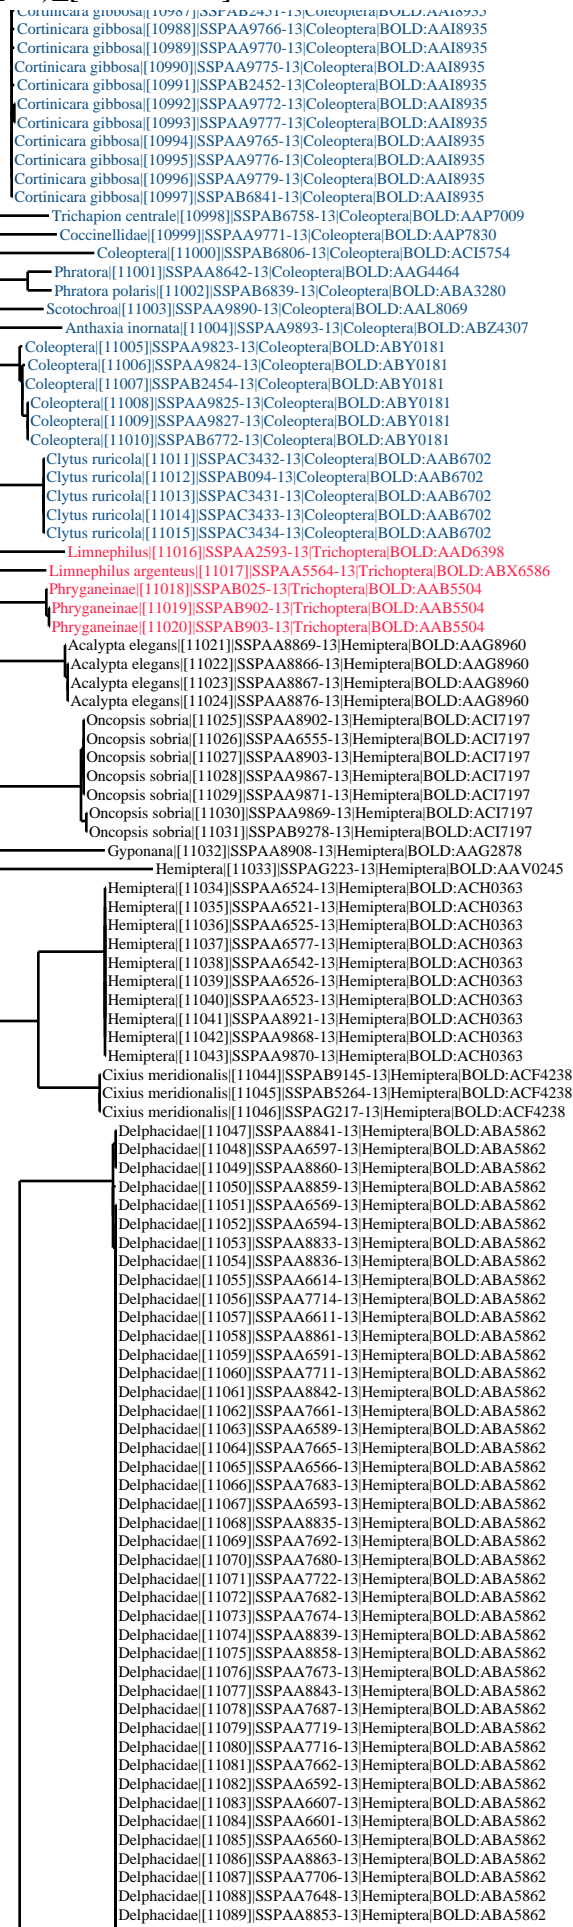 Cortinicara gibbosa|[10987]|SSPAB2451-13|Coleoptera|BOLD:AAI8935
Cortinicara gibbosa|[10988]|SSPAA9766-13|Coleoptera|BOLD:AAI8935
Cortinicara gibbosa|[10989]|SSPAA9770-13|Coleoptera|BOLD:AAI8935
Cortinicara gibbosa|[10990]|SSPAA9775-13|Coleoptera|BOLD:AAI8935
Cortinicara gibbosa|[10991]|SSPAB2452-13|Coleoptera|BOLD:AAI8935
Cortinicara gibbosa|[10992]|SSPAA9772-13|Coleoptera|BOLD:AAI8935
Cortinicara gibbosa|[10993]|SSPAA9777-13|Coleoptera|BOLD:AAI8935
Cortinicara gibbosa|[10994]|SSPAA9765-13|Coleoptera|BOLD:AAI8935
Cortinicara gibbosa|[10995]|SSPAA9776-13|Coleoptera|BOLD:AAI8935
Cortinicara gibbosa|[10996]|SSPAA9779-13|Coleoptera|BOLD:AAI8935
Cortinicara gibbosa|[10997]|SSPAB6841-13|Coleoptera|BOLD:AAI8935
Trichapion centrale|[10998]|SSPAB6758-13|Coleoptera|BOLD:AAP7009
Coccinellidae|[10999]|SSPAA9771-13|Coleoptera|BOLD:AAP7830
Coleoptera|[11000]|SSPAB6806-13|Coleoptera|BOLD:ACI5754
Phratora|[11001]|SSPAA8642-13|Coleoptera|BOLD:AAG4464
Phratora polaris|[11002]|SSPAB6839-13|Coleoptera|BOLD:ABA3280
Scotochroa|[11003]|SSPAA9890-13|Coleoptera|BOLD:AAL8069
Anthaxia inornata|[11004]|SSPAA9893-13|Coleoptera|BOLD:ABZ4307
Coleoptera|[11005]|SSPAA9823-13|Coleoptera|BOLD:ABY0181
Coleoptera|[11006]|SSPAA9824-13|Coleoptera|BOLD:ABY0181
Coleoptera|[11007]|SSPAB2454-13|Coleoptera|BOLD:ABY0181
Coleoptera|[11008]|SSPAA9825-13|Coleoptera|BOLD:ABY0181
Coleoptera|[11009]|SSPAA9827-13|Coleoptera|BOLD:ABY0181
Coleoptera|[11010]|SSPAB6772-13|Coleoptera|BOLD:ABY0181
Clytus ruricola|[11011]|SSPAC3432-13|Coleoptera|BOLD:AAB6702
Clytus ruricola|[11012]|SSPAB094-13|Coleoptera|BOLD:AAB6702
Clytus ruricola|[11013]|SSPAC3431-13|Coleoptera|BOLD:AAB6702
Clytus ruricola|[11014]|SSPAC3433-13|Coleoptera|BOLD:AAB6702
Clytus ruricola|[11015]|SSPAC3434-13|Coleoptera|BOLD:AAB6702
Limnephilus|[11016]|SSPAA2593-13|Trichoptera|BOLD:AAD6398
Limnephilus argenteus|[11017]|SSPAA5564-13|Trichoptera|BOLD:ABX6586
Phryganeinae|[11018]|SSPAB025-13|Trichoptera|BOLD:AAB5504
Phryganeinae|[11019]|SSPAB902-13|Trichoptera|BOLD:AAB5504
Phryganeinae|[11020]|SSPAB903-13|Trichoptera|BOLD:AAB5504
Acalypta elegans|[11021]|SSPAA8869-13|Hemiptera|BOLD:AAG8960
Acalypta elegans|[11022]|SSPAA8866-13|Hemiptera|BOLD:AAG8960
Acalypta elegans|[11023]|SSPAA8867-13|Hemiptera|BOLD:AAG8960
Acalypta elegans|[11024]|SSPAA8876-13|Hemiptera|BOLD:AAG8960
Oncopsis sobria|[11025]|SSPAA8902-13|Hemiptera|BOLD:ACI7197
Oncopsis sobria|[11026]|SSPAA6555-13|Hemiptera|BOLD:ACI7197
Oncopsis sobria|[11027]|SSPAA8903-13|Hemiptera|BOLD:ACI7197
Oncopsis sobria|[11028]|SSPAA9867-13|Hemiptera|BOLD:ACI7197
Oncopsis sobria|[11029]|SSPAA9871-13|Hemiptera|BOLD:ACI7197
Oncopsis sobria|[11030]|SSPAA9869-13|Hemiptera|BOLD:ACI7197
Oncopsis sobria|[11031]|SSPAB9278-13|Hemiptera|BOLD:ACI7197
Gyponana|[11032]|SSPAA8908-13|Hemiptera|BOLD:AAG2878
Hemiptera|[11033]|SSPAG223-13|Hemiptera|BOLD:AAV0245
Hemiptera|[11034]|SSPAA6524-13|Hemiptera|BOLD:ACH0363
Hemiptera|[11035]|SSPAA6521-13|Hemiptera|BOLD:ACH0363
Hemiptera|[11036]|SSPAA6525-13|Hemiptera|BOLD:ACH0363
Hemiptera|[11037]|SSPAA6577-13|Hemiptera|BOLD:ACH0363
Hemiptera|[11038]|SSPAA6542-13|Hemiptera|BOLD:ACH0363
Hemiptera|[11039]|SSPAA6526-13|Hemiptera|BOLD:ACH0363
Hemiptera|[11040]|SSPAA6523-13|Hemiptera|BOLD:ACH0363
Hemiptera|[11041]|SSPAA8921-13|Hemiptera|BOLD:ACH0363
Hemiptera|[11042]|SSPAA9868-13|Hemiptera|BOLD:ACH0363
Hemiptera|[11043]|SSPAA9870-13|Hemiptera|BOLD:ACH0363
Cixius meridionalis|[11044]|SSPAB9145-13|Hemiptera|BOLD:ACF4238
Cixius meridionalis|[11045]|SSPAB5264-13|Hemiptera|BOLD:ACF4238
Cixius meridionalis|[11046]|SSPAG217-13|Hemiptera|BOLD:ACF4238
Delphacidae|[11047]|SSPAA8841-13|Hemiptera|BOLD:ABA5862
Delphacidae|[11048]|SSPAA6597-13|Hemiptera|BOLD:ABA5862
Delphacidae|[11049]|SSPAA8860-13|Hemiptera|BOLD:ABA5862
Delphacidae|[11050]|SSPAA8859-13|Hemiptera|BOLD:ABA5862
Delphacidae|[11051]|SSPAA6569-13|Hemiptera|BOLD:ABA5862
Delphacidae|[11052]|SSPAA6594-13|Hemiptera|BOLD:ABA5862
Delphacidae|[11053]|SSPAA8833-13|Hemiptera|BOLD:ABA5862
Delphacidae|[11054]|SSPAA8836-13|Hemiptera|BOLD:ABA5862
Delphacidae|[11055]|SSPAA6614-13|Hemiptera|BOLD:ABA5862
Delphacidae|[11056]|SSPAA7714-13|Hemiptera|BOLD:ABA5862
Delphacidae|[11057]|SSPAA6611-13|Hemiptera|BOLD:ABA5862
Delphacidae|[11058]|SSPAA8861-13|Hemiptera|BOLD:ABA5862
Delphacidae|[11059]|SSPAA6591-13|Hemiptera|BOLD:ABA5862
Delphacidae|[11060]|SSPAA7711-13|Hemiptera|BOLD:ABA5862
Delphacidae|[11061]|SSPAA8842-13|Hemiptera|BOLD:ABA5862
Delphacidae|[11062]|SSPAA7661-13|Hemiptera|BOLD:ABA5862
Delphacidae|[11063]|SSPAA6589-13|Hemiptera|BOLD:ABA5862
Delphacidae|[11064]|SSPAA7665-13|Hemiptera|BOLD:ABA5862
Delphacidae|[11065]|SSPAA6566-13|Hemiptera|BOLD:ABA5862
Delphacidae|[11066]|SSPAA7683-13|Hemiptera|BOLD:ABA5862
Delphacidae|[11067]|SSPAA6593-13|Hemiptera|BOLD:ABA5862
Delphacidae|[11068]|SSPAA8835-13|Hemiptera|BOLD:ABA5862
Delphacidae|[11069]|SSPAA7692-13|Hemiptera|BOLD:ABA5862
Delphacidae|[11070]|SSPAA7680-13|Hemiptera|BOLD:ABA5862
Delphacidae|[11071]|SSPAA7722-13|Hemiptera|BOLD:ABA5862
Delphacidae|[11072]|SSPAA7682-13|Hemiptera|BOLD:ABA5862
Delphacidae|[11073]|SSPAA7674-13|Hemiptera|BOLD:ABA5862
Delphacidae|[11074]|SSPAA8839-13|Hemiptera|BOLD:ABA5862
Delphacidae|[11075]|SSPAA8858-13|Hemiptera|BOLD:ABA5862
Delphacidae|[11076]|SSPAA7673-13|Hemiptera|BOLD:ABA5862
Delphacidae|[11077]|SSPAA8843-13|Hemiptera|BOLD:ABA5862
Delphacidae|[11078]|SSPAA7687-13|Hemiptera|BOLD:ABA5862
Delphacidae|[11079]|SSPAA7719-13|Hemiptera|BOLD:ABA5862
Delphacidae|[11080]|SSPAA7716-13|Hemiptera|BOLD:ABA5862
Delphacidae|[11081]|SSPAA7662-13|Hemiptera|BOLD:ABA5862
Delphacidae|[11082]|SSPAA6592-13|Hemiptera|BOLD:ABA5862
Delphacidae|[11083]|SSPAA6607-13|Hemiptera|BOLD:ABA5862
Delphacidae|[11084]|SSPAA6601-13|Hemiptera|BOLD:ABA5862
Delphacidae|[11085]|SSPAA6560-13|Hemiptera|BOLD:ABA5862
Delphacidae|[11086]|SSPAA8863-13|Hemiptera|BOLD:ABA5862
Delphacidae|[11087]|SSPAA7706-13|Hemiptera|BOLD:ABA5862
Delphacidae|[11088]|SSPAA7648-13|Hemiptera|BOLD:ABA5862
Delphacidae|[11089]|SSPAA8853-13|Hemiptera|BOLD:ABA5862